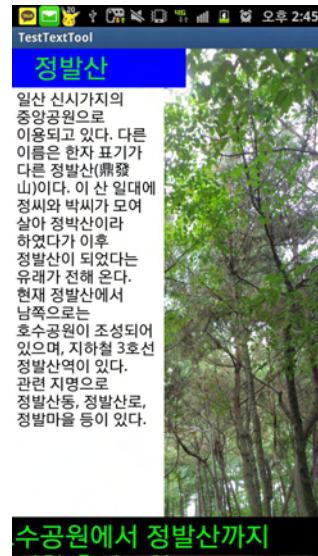 오후 2:45
TestTextTool
정발산
일산 신시가지의
중앙공원으로
이용되고 있다. 다른
이름은 한자 표기가
다른 정발산(鼎發
山)이다. 이 산 일대에
정씨와 박씨가 모여
살아 정박산이라
하였다가 이후
정발산이 되었다는
유래가 전해 온다.
현재 정발산에서
남쪽으로는
호수공원이 조성되어
있으며, 지하철 3호선
정발산역이 있다.
관련 지명으로
정발산동, 정발산로,
정발마을 등이 있다.
수공원에서 정발산까지